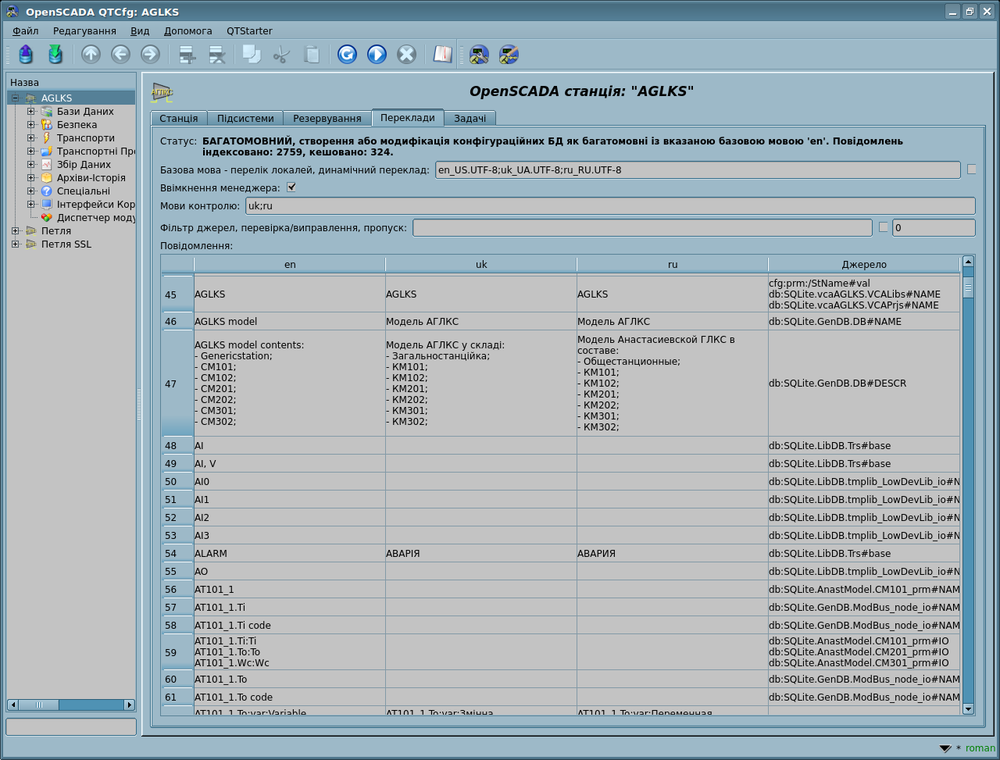 OpenSCADA QTCfg: AGLKS
Файл Редагування Вид Допомога QTStarter
Назва
AGLKS
Бази Даних
Безпека
Транспорти
Транспортні Про
Збір Даних
Архіви-Історія
Спеціальні
Інтерфейси Кор
Диспетчер моду
Петля
Петля SSL
OpenSCADA станція: "AGLKS"
Станція Підсистеми Резервування Переклади Задачі
Статус: БАГАТОМОВНИЙ, створення або модифікація конфігураційних БД як багатомовні із вказаною базовою мовою 'en'. Повідомлень
індексовано: 2759, кешовано: 324.
Базова мова - перелік локалей, динамічний переклад: en_US.UTF-8;uk_UA.UTF-8;ru_RU.UTF-8
Ввімкнення менеджера:
Мови контролю: uk;ru
Фільтр джерел, перевірка/виправлення, пропуск: 0
Повідомлення:
en uk ru Джерело
45 AGLKS AGLKS AGLKS cfg:prm:/StName#val
db:SQLite.vcaAGLKS.VCALibs#NAME
db:SQLite.vcaAGLKS.VCAPrjs#NAME
46 AGLKS model Модель АГЛКС Модель АГЛКС db:SQLite.GenDB.DB#NAME
47
AGLKS model contents:
- Genericstation;
- CM101;
- CM102;
- CM201;
- CM202;
- CM301;
- CM302;
Модель АГЛКС у складі:
- Загальностанційка;
- КМ101;
- КМ102;
- КМ201;
- КМ202;
- КМ301;
- КМ302;
Модель Анастасиевской ГЛКС в
составе:
- Общестанционные;
- КМ101;
- КМ102;
- КМ201;
- КМ202;
- КМ301;
- КМ302;
db:SQLite.GenDB.DB#DESCR
48 AI db:SQLite.LibDB.Trs#base
49 AI, V db:SQLite.LibDB.Trs#base
50 AI0 db:SQLite.LibDB.tmplib_LowDevLib_io#N
51 AI1 db:SQLite.LibDB.tmplib_LowDevLib_io#N
52 AI2 db:SQLite.LibDB.tmplib_LowDevLib_io#N
53 AI3 db:SQLite.LibDB.tmplib_LowDevLib_io#N
54 ALARM АВАРІЯ АВАРИЯ db:SQLite.LibDB.Trs#base
55 AO db:SQLite.LibDB.tmplib_LowDevLib_io#N
56 AT101_1 db:SQLite.AnastModel.CM101_prm#NAM
57 AT101_1.Ti db:SQLite.GenDB.ModBus_node_io#NAM
58 AT101_1.Ti code db:SQLite.GenDB.ModBus_node_io#NAM
59
AT101_1.Ti:Ti
AT101_1.To:To
AT101_1.Wc:Wc
db:SQLite.AnastModel.CM101_prm#IO
db:SQLite.AnastModel.CM201_prm#IO
db:SQLite.AnastModel.CM301_prm#IO
60 AT101_1.To db:SQLite.GenDB.ModBus_node_io#NAM
61 AT101_1.To code db:SQLite.GenDB.ModBus_node_io#NAM
AT101_1.To:var:Variable AT101_1.To:var:Змінна AT101_1.To:var:Переменная
* roman